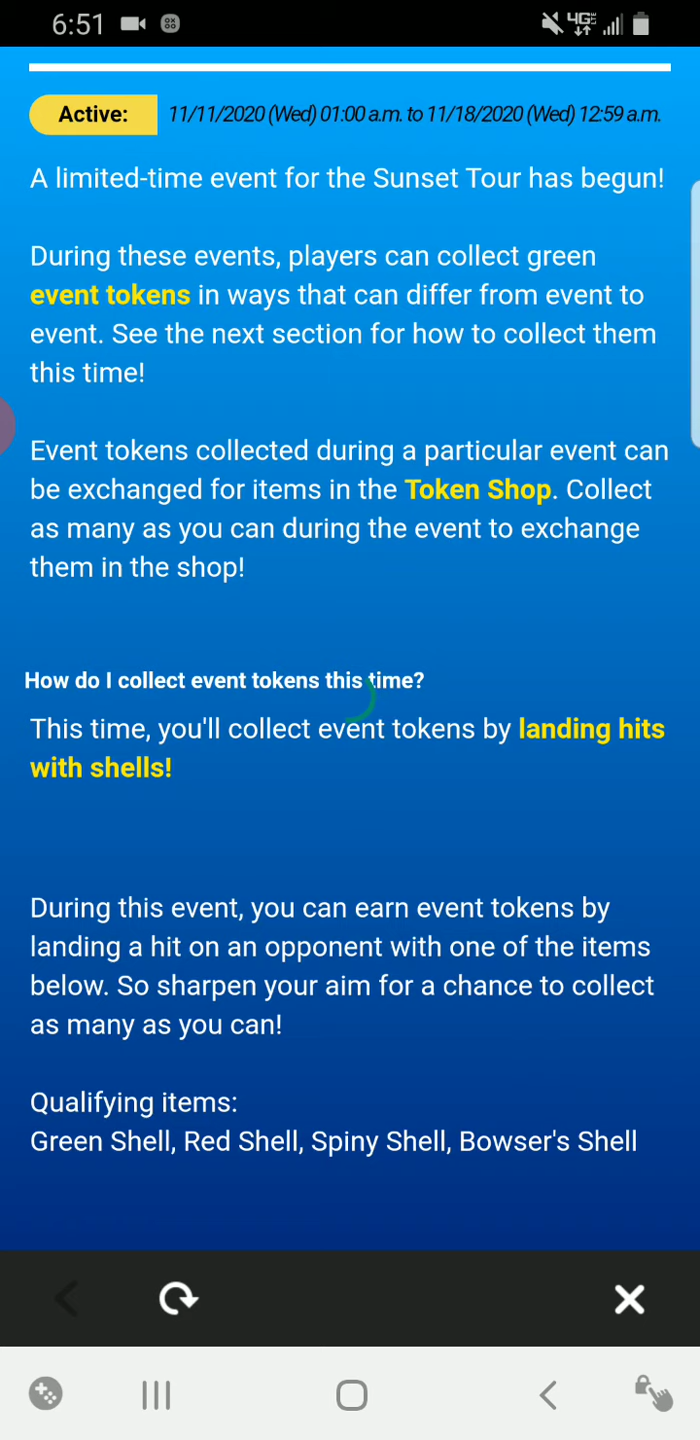 6:51
4G LTE
Active: 11/11/2020 (Wed) 01:00 a.m. to 11/18/2020 (Wed) 12:59 a.m.
A limited-time event for the Sunset Tour has begun!
During these events, players can collect green
event tokens in ways that can differ from event to
event. See the next section for how to collect them
this time!
Event tokens collected during a particular event can
be exchanged for items in the Token Shop. Collect
as many as you can during the event to exchange
them in the shop!
How do I collect event tokens this time?
This time, you'll collect event tokens by landing hits
with shells!
During this event, you can earn event tokens by
landing a hit on an opponent with one of the items
below. So sharpen your aim for a chance to collect
as many as you can!
Qualifying items:
Green Shell, Red Shell, Spiny Shell, Bowser's Shell